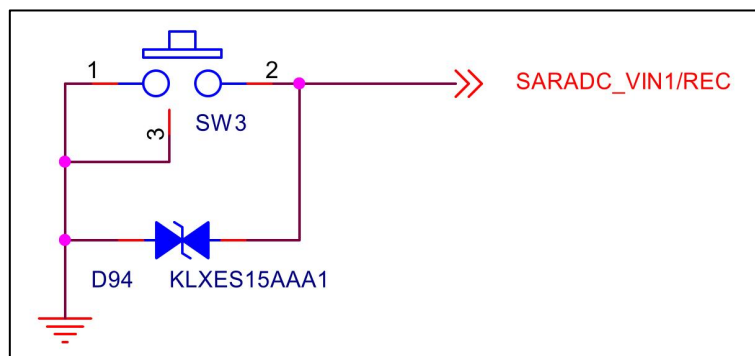 1
2
SARADC_VIN1/REC
SW3
3
D94
KLXES15AAA1